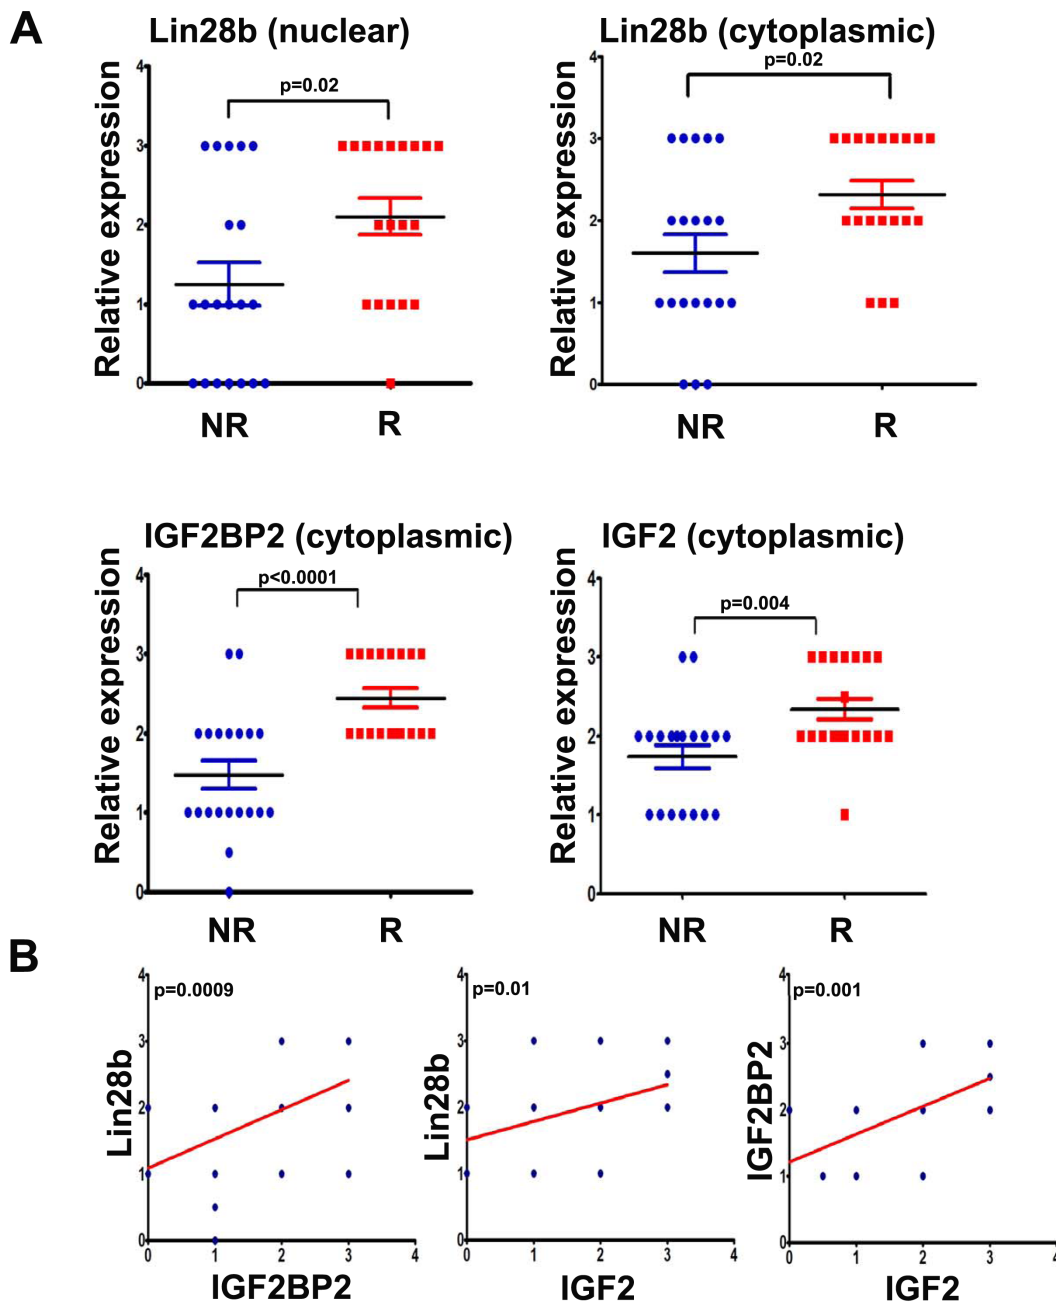 A
Lin28b (nuclear)
Relative expression
4
3
2
1
0
p=0.02
NR
R
Lin28b (cytoplasmic)
Relative expression
4
3
2
1
0
p=0.02
NR
R
IGF2BP2 (cytoplasmic)
Relative expression
4
3
2
1
0
p<0.0001
NR
R
IGF2 (cytoplasmic)
Relative expression
4
3
2
1
0
p=0.004
NR
R
B
Lin28b
4
3
2
1
0
p=0.0009
0 1 2 3 4
IGF2BP2
Lin28b
4
3
2
1
0
p=0.01
0 1 2 3 4
IGF2
IGF2BP2
4
3
2
1
0
p=0.001
0 1 2 3 4
IGF2